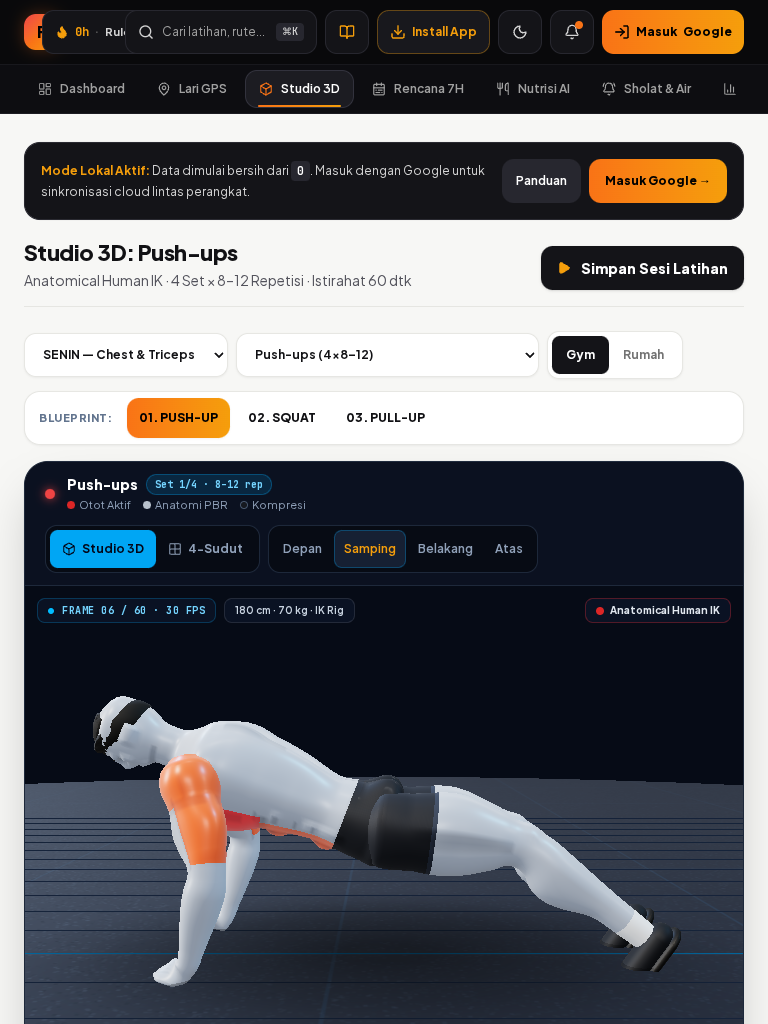 0h · Rul
Cari latihan, rute... ⌘K
Install App
Masuk Google
Dashboard
Lari GPS
Studio 3D
Rencana 7H
Nutrisi AI
Sholat & Air
Mode Lokal Aktif: Data dimulai bersih dari 0. Masuk dengan Google untuk
sinkronisasi cloud lintas perangkat.
Panduan
Masuk Google →
Studio 3D: Push-ups
Anatomical Human IK · 4 Set × 8–12 Repetisi · Istirahat 60 dtk
Simpan Sesi Latihan
SENIN — Chest & Triceps
Push-ups (4×8–12)
Gym
Rumah
BLUEPRINT:
01. PUSH-UP
02. SQUAT
03. PULL-UP
Push-ups
Set 1/4 · 8–12 rep
Otot Aktif
Anatomi PBR
Kompresi
Studio 3D
4-Sudut
Depan
Samping
Belakang
Atas
FRAME 06 / 60 · 30 FPS
180 cm · 70 kg · IK Rig
Anatomical Human IK